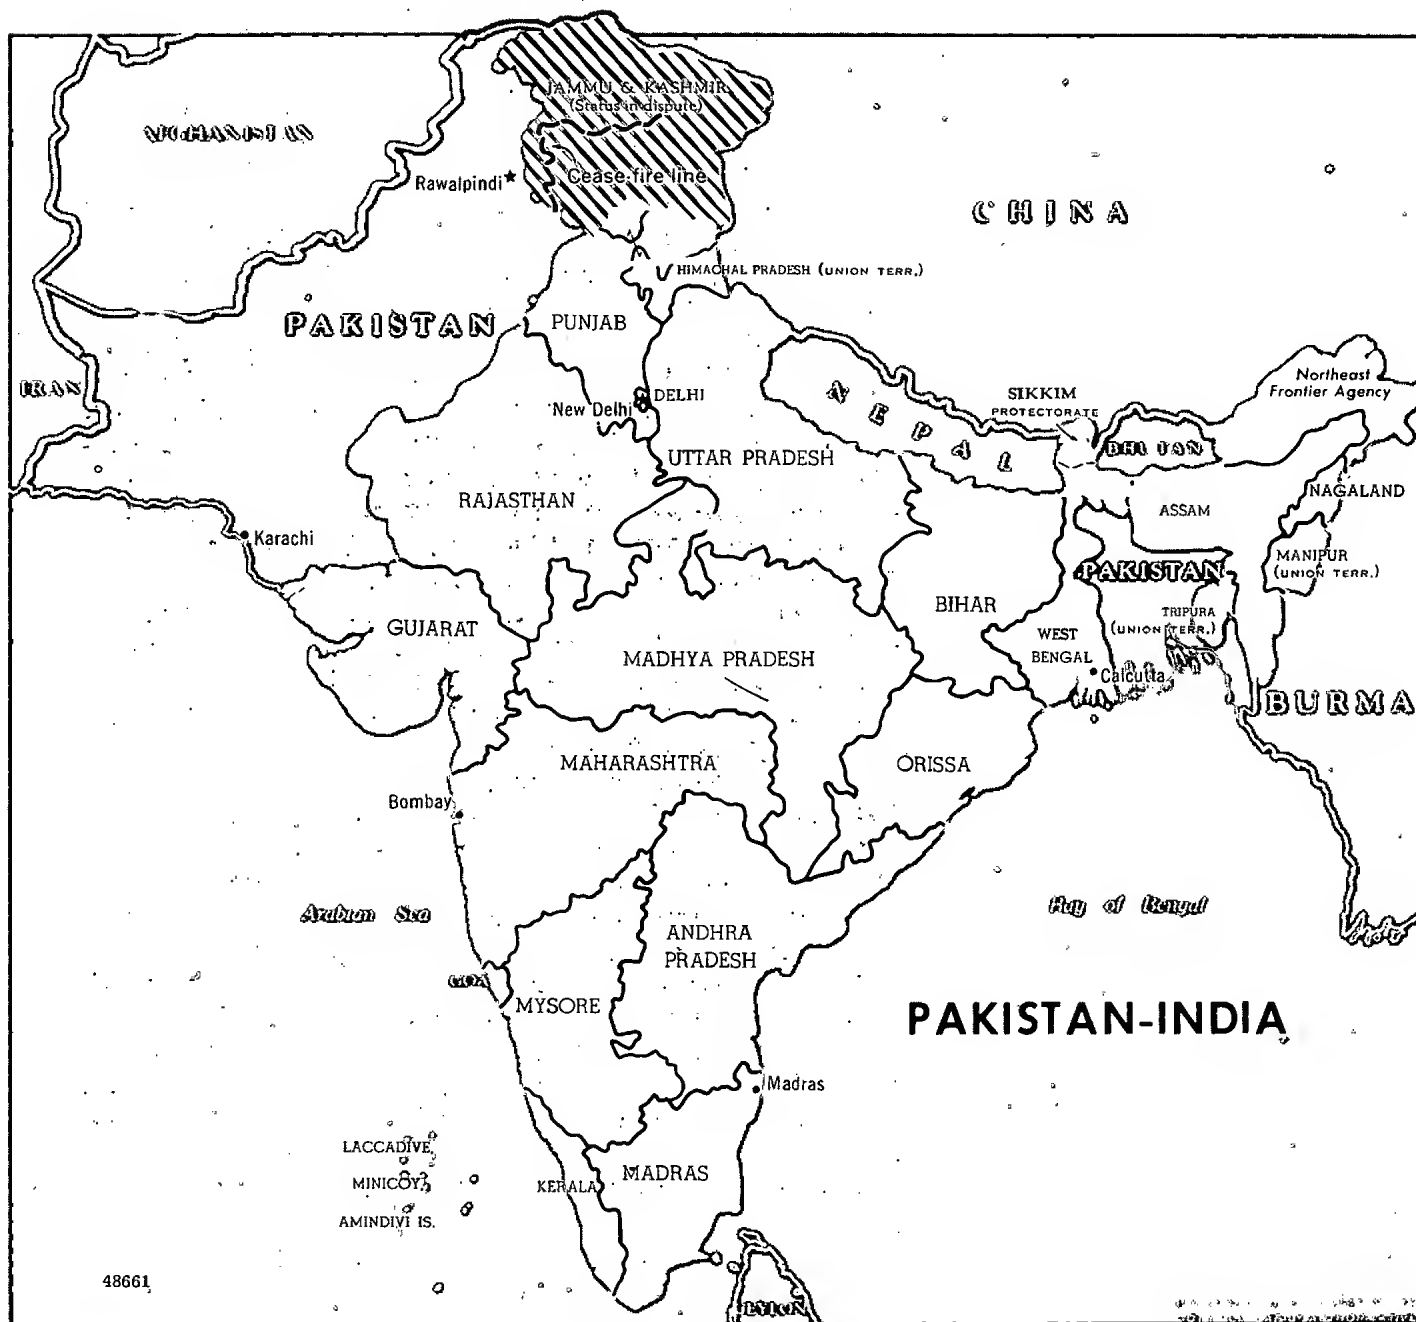 JAMMU & KASHMIR
(Status in dispute)
AFGHANISTAN
Rawalpindi
Cease-fire line
CHINA
HIMACHAL PRADESH (UNION TERR.)
PAKISTAN
PUNJAB
IRAN
DELHI
New Delhi
NEPAL
SIKKIM
PROTECTORATE
Northeast
Frontier Agency
BHUTAN
UTTAR PRADESH
RAJASTHAN
NAGALAND
ASSAM
Karachi
MANIPUR
(UNION TERR.)
PAKISTAN
BIHAR
TRIPURA
(UNION TERR.)
GUJARAT
WEST
BENGAL
MADHYA PRADESH
Calcutta
BURMA
MAHARASHTRA
ORISSA
Bombay
Arabian Sea
Bay of Bengal
ANDHRA
PRADESH
GOA
MYSORE
PAKISTAN-INDIA
Madras
LACCADIVE,
MINICOY,
AMINDIVI IS.
KERALA
MADRAS
48661